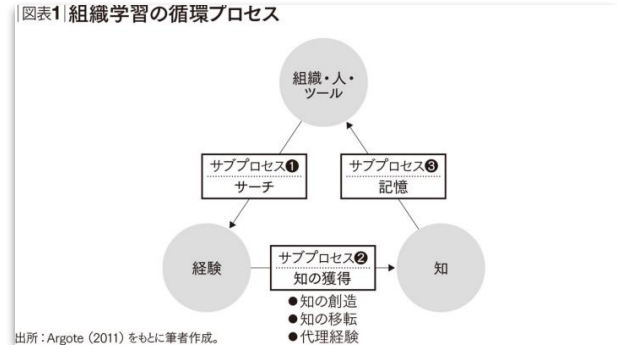 図表1 組織学習の循環プロセス
組織・人・
ツール
サブプロセス❶
サーチ
サブプロセス❸
記憶
経験
サブプロセス❷
知の獲得
知
●知の創造
●知の移転
●代理経験
出所：Argote（2011）をもとに筆者作成。